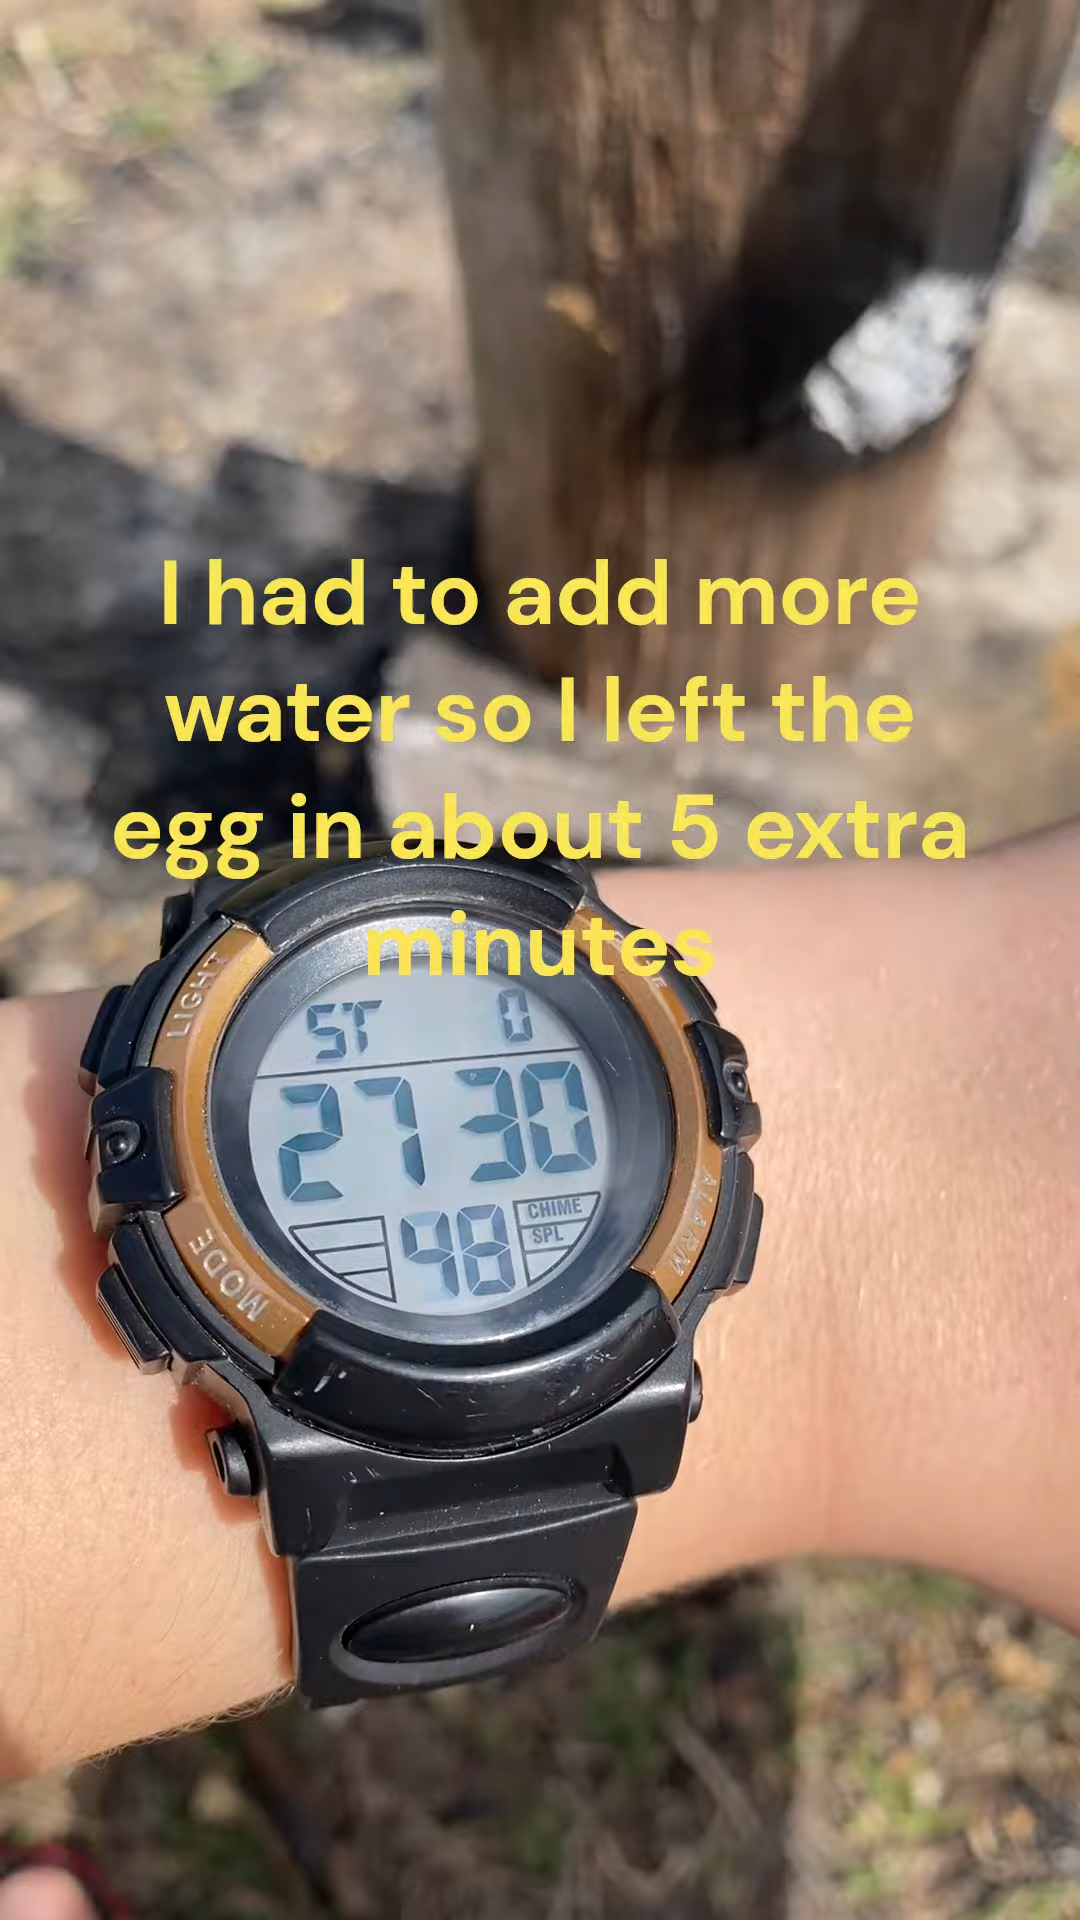 I had to add more
water so I left the
egg in about 5 extra
minutes
LIGHT
ST 0
27 30
98
CHIME
SPL
MODE
ALARM